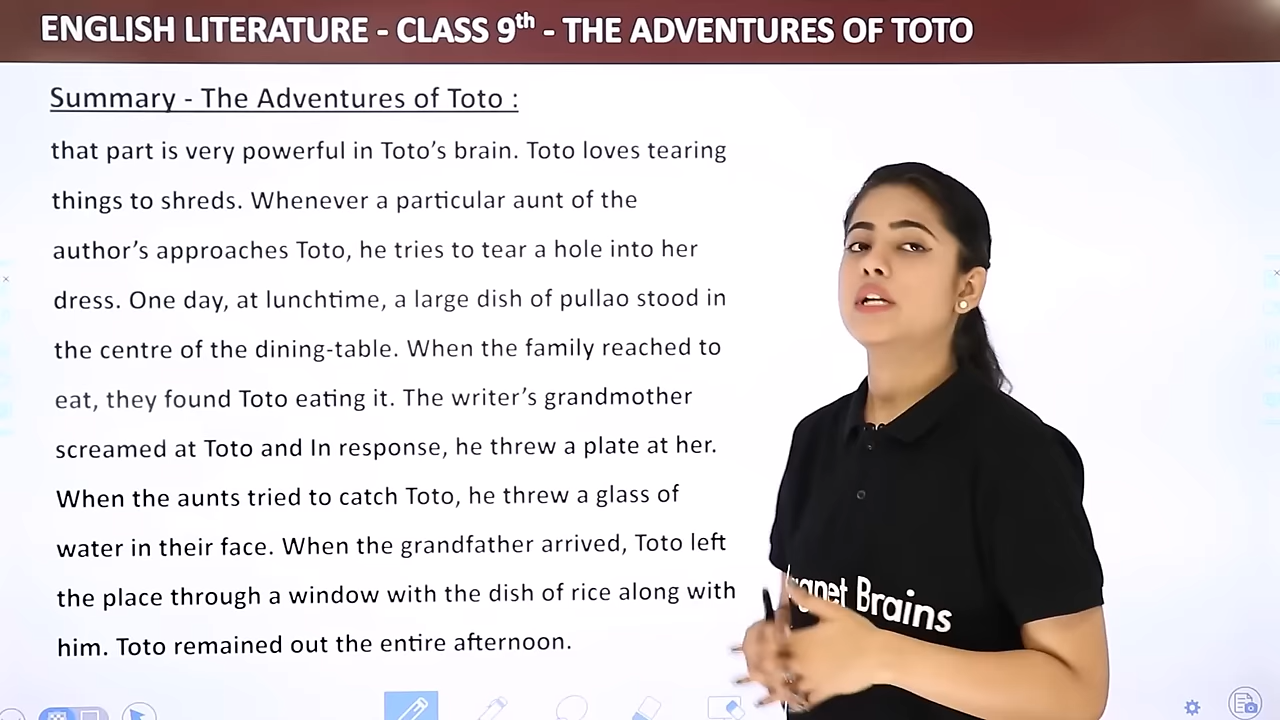 ENGLISH LITERATURE - CLASS 9th - THE ADVENTURES OF TOTO
Summary - The Adventures of Toto :
that part is very powerful in Toto's brain. Toto loves tearing
things to shreds. Whenever a particular aunt of the
author's approaches Toto, he tries to tear a hole into her
dress. One day, at lunchtime, a large dish of pullao stood in
the centre of the dining-table. When the family reached to
eat, they found Toto eating it. The writer's grandmother
screamed at Toto and In response, he threw a plate at her.
When the aunts tried to catch Toto, he threw a glass of
water in their face. When the grandfather arrived, Toto left
the place through a window with the dish of rice along with
him. Toto remained out the entire afternoon.
Brains